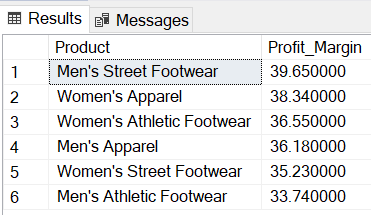 Results Messages
Product Profit_Margin
1 Men's Street Footwear 39.650000
2 Women's Apparel 38.340000
3 Women's Athletic Footwear 36.550000
4 Men's Apparel 36.180000
5 Women's Street Footwear 35.230000
6 Men's Athletic Footwear 33.740000